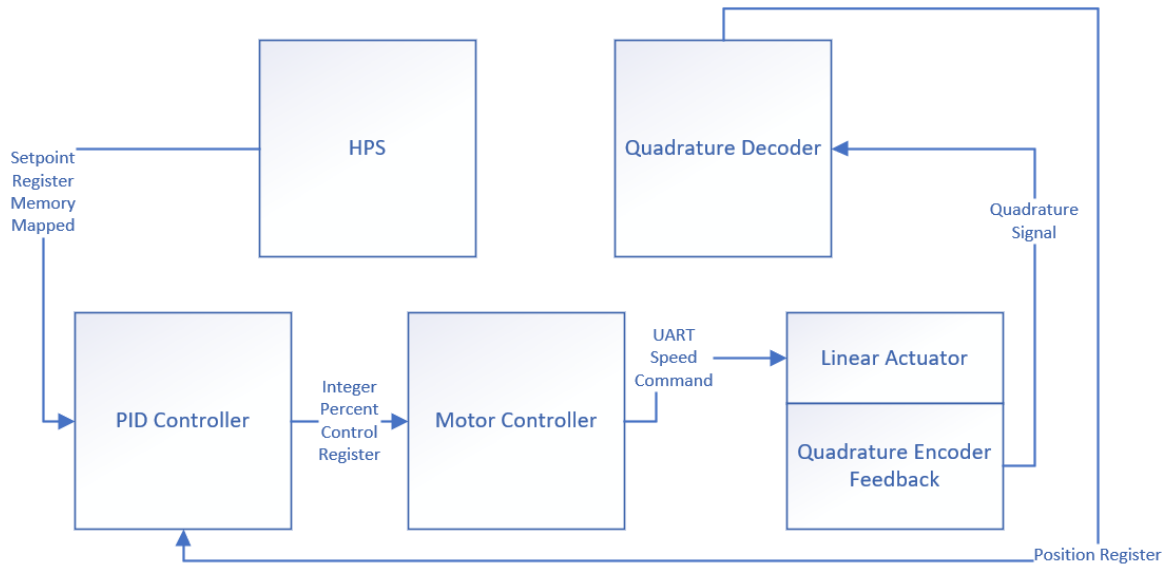 HPS
Quadrature Decoder
Setpoint
Register
Memory
Mapped
Quadrature
Signal
PID Controller
Integer
Percent
Control
Register
Motor Controller
UART
Speed
Command
Linear Actuator
Quadrature Encoder
Feedback
Position Register